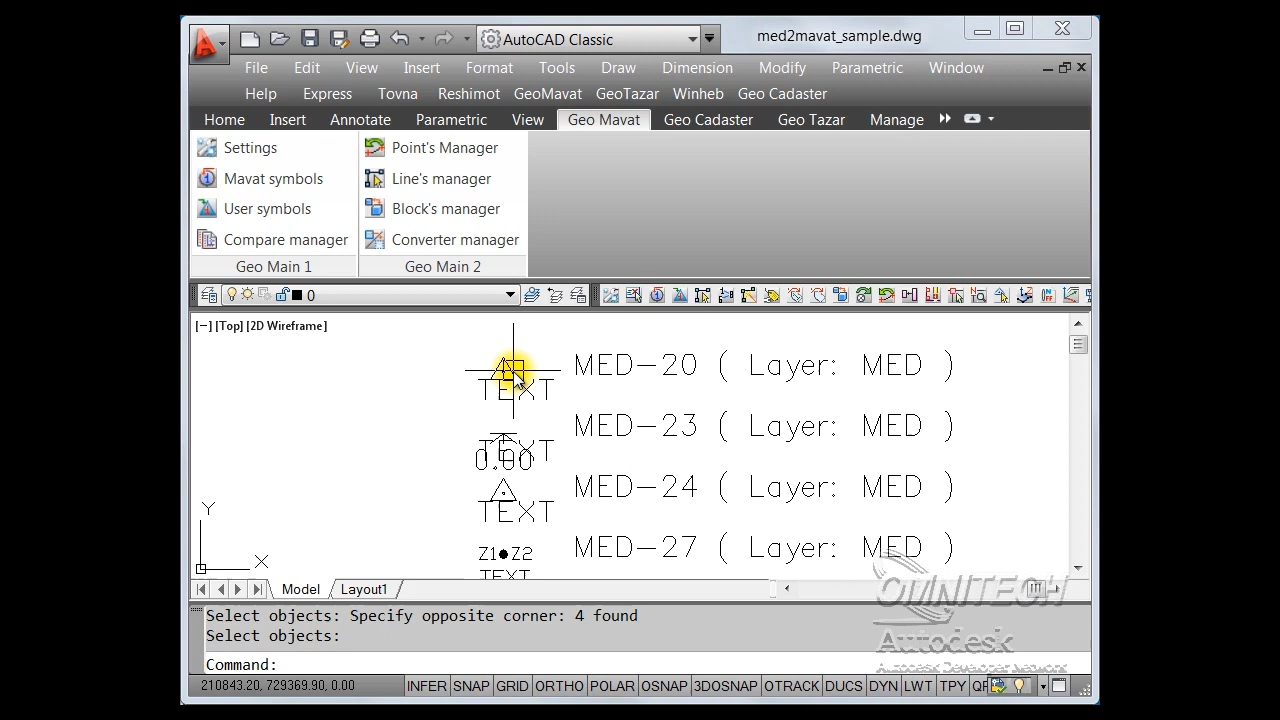 AutoCAD Classic
med2mavat_sample.dwg
File Edit View Insert Format Tools Draw Dimension Modify Parametric Window
Help Express Tovna Reshimot GeoMavat GeoTazar Winheb Geo Cadaster
Home Insert Annotate Parametric View Geo Mavat Geo Cadaster Geo Tazar Manage
Settings Point's Manager
Mavat symbols Line's manager
User symbols Block's manager
Compare manager Converter manager
Geo Main 1 Geo Main 2
0
[−] [Top] [2D Wireframe]
MED-20 ( Layer: MED )
TEXT
MED-23 ( Layer: MED )
TEXT
0.00
MED-24 ( Layer: MED )
TEXT
Z1 Z2 MED-27 ( Layer: MED )
TEXT
Y
X
Model Layout1
OMNITECH
Select objects: Specify opposite corner: 4 found
Select objects:
Autodesk
Autodesk Developer Network
Command:
210843.20, 729369.90, 0.00 INFER SNAP GRID ORTHO POLAR OSNAP 3DOSNAP OTRACK DUCS DYN LWT TPY